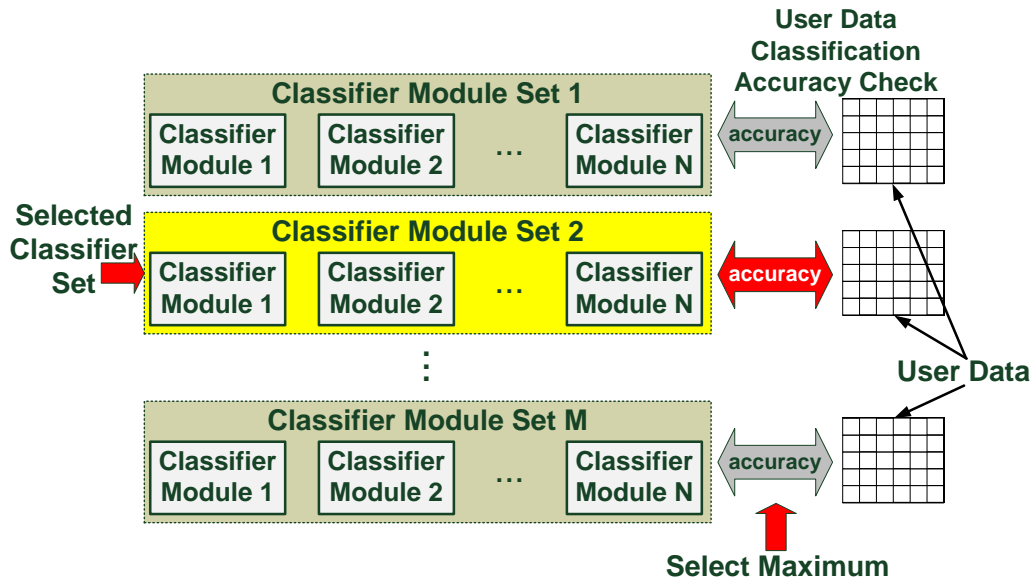 User Data
Classification
Accuracy Check
Classifier Module Set 1
Classifier
Module 1
Classifier
Module 2
...
Classifier
Module N
accuracy
Selected
Classifier
Set
Classifier Module Set 2
Classifier
Module 1
Classifier
Module 2
...
Classifier
Module N
accuracy
⋮
User Data
Classifier Module Set M
Classifier
Module 1
Classifier
Module 2
...
Classifier
Module N
accuracy
Select Maximum